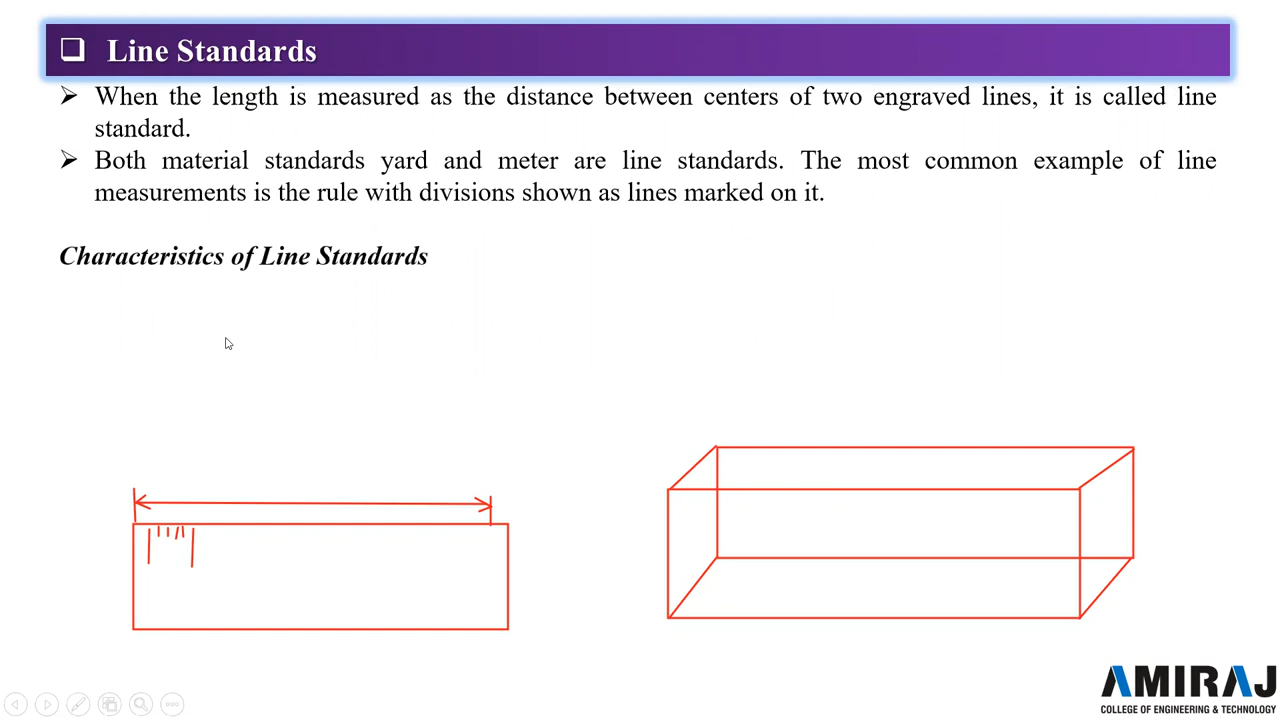 Line Standards
When the length is measured as the distance between centers of two engraved lines, it is called line
standard.
Both material standards yard and meter are line standards. The most common example of line
measurements is the rule with divisions shown as lines marked on it.
Characteristics of Line Standards
AMIRAJ
COLLEGE OF ENGINEERING & TECHNOLOGY